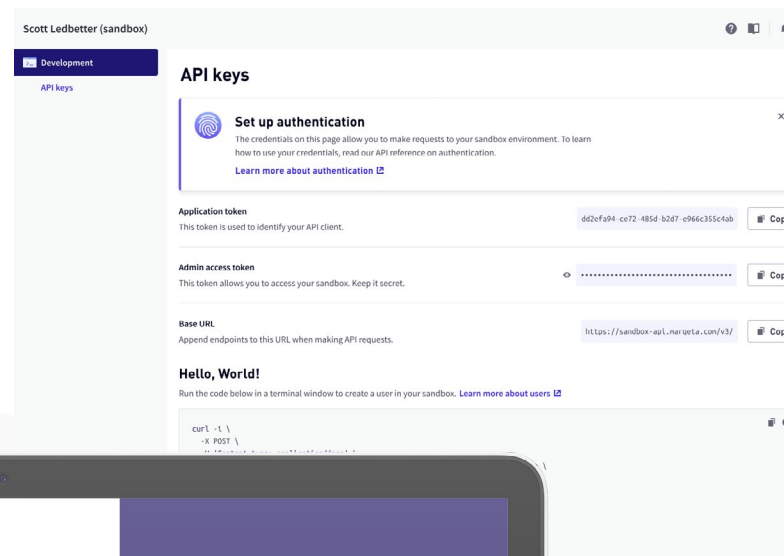 Scott Ledbetter (sandbox)
Development
API keys
API keys
Set up authentication
The credentials on this page allow you to make requests to your sandbox environment. To learn
how to use your credentials, read our API reference on authentication.
Learn more about authentication
Application token
This token is used to identify your API client.
dd2efa94-ce72-485d-b2d7-e966c355c4ab
Cop
Admin access token
This token allows you to access your sandbox. Keep it secret.
Cop
Base URL
Append endpoints to this URL when making API requests.
https://sandbox-api.marqeta.com/v3/
Cop
Hello, World!
Run the code below in a terminal window to create a user in your sandbox. Learn more about users
curl -i \
-X POST \
\